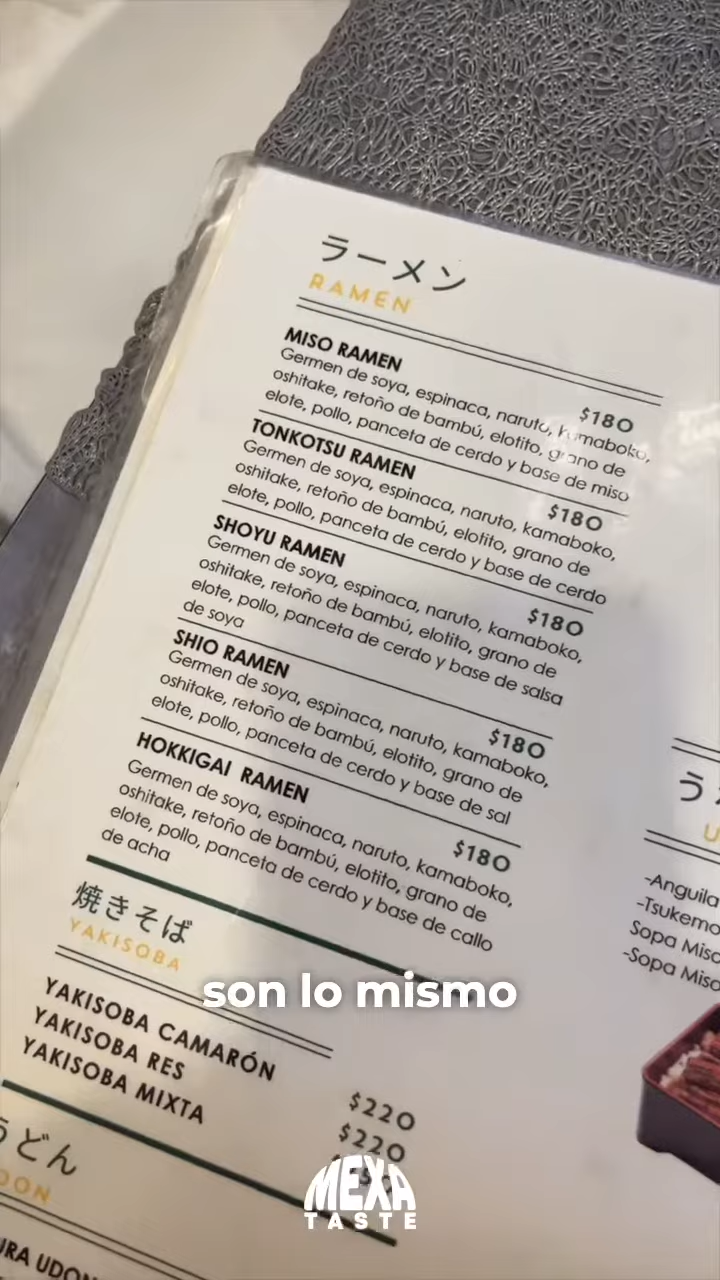 ラーメン
RAMEN
MISO RAMEN $180
Germen de soya, espinaca, naruto, kamaboko,
oshitake, retoño de bambú, elotito, grano de
elote, pollo, panceta de cerdo y base de miso
TONKOTSU RAMEN $180
Germen de soya, espinaca, naruto, kamaboko,
oshitake, retoño de bambú, elotito, grano de
elote, pollo, panceta de cerdo y base de cerdo
SHOYU RAMEN $180
Germen de soya, espinaca, naruto, kamaboko,
oshitake, retoño de bambú, elotito, grano de
elote, pollo, panceta de cerdo y base de salsa
de soya
SHIO RAMEN $180
Germen de soya, espinaca, naruto, kamaboko,
oshitake, retoño de bambú, elotito, grano de
elote, pollo, panceta de cerdo y base de sal
HOKKIGAI RAMEN $180
Germen de soya, espinaca, naruto, kamaboko,
oshitake, retoño de bambú, elotito, grano de
elote, pollo, panceta de cerdo y base de callo
de acha
焼きそば
YAKISOBA
YAKISOBA CAMARÓN $220
YAKISOBA RES $220
YAKISOBA MIXTA
うどん
-Anguila
-Tsukemo
Sopa Miso
-Sopa Miso
son lo mismo
MEXA
TASTE